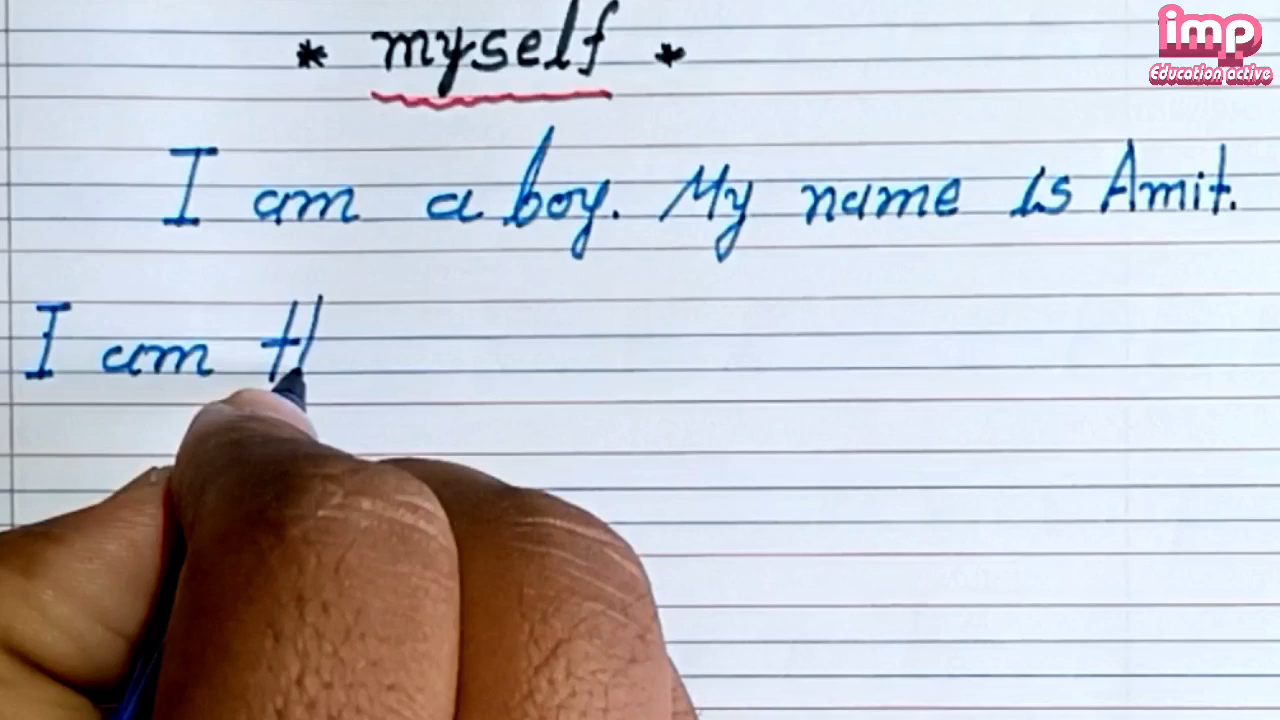 imp
Education active
* myself *
I am a boy. My name is Amit.
I am